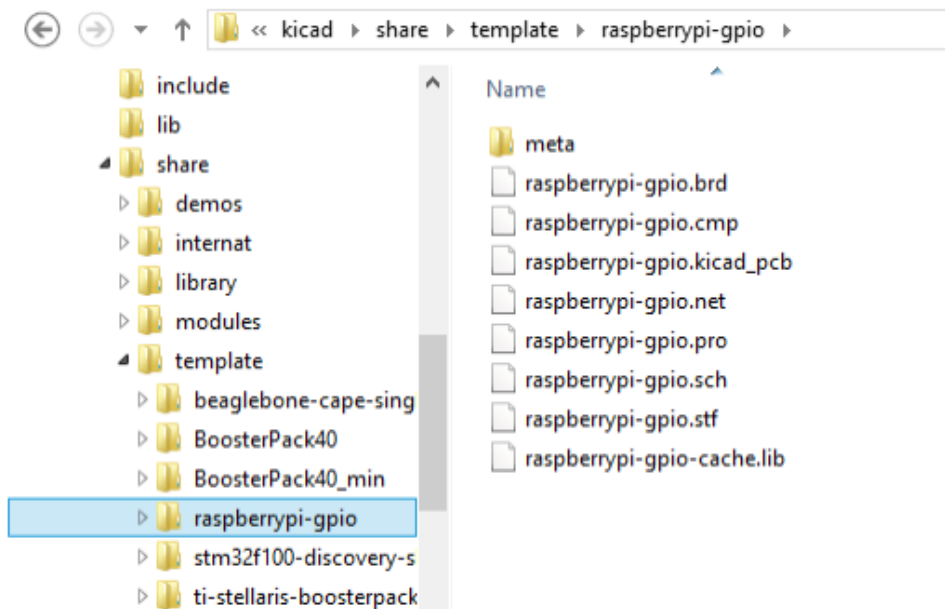 « kicad share template raspberrypi-gpio
include
lib
share
demos
internat
library
modules
template
beaglebone-cape-sing
BoosterPack40
BoosterPack40_min
raspberrypi-gpio
stm32f100-discovery-s
ti-stellaris-boosterpack
Name
meta
raspberrypi-gpio.brd
raspberrypi-gpio.cmp
raspberrypi-gpio.kicad_pcb
raspberrypi-gpio.net
raspberrypi-gpio.pro
raspberrypi-gpio.sch
raspberrypi-gpio.stf
raspberrypi-gpio-cache.lib